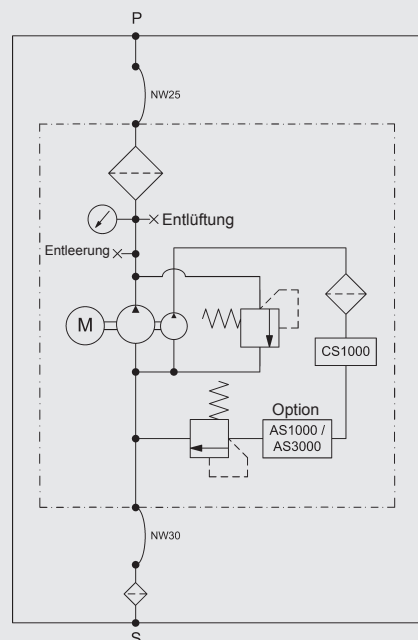 P
NW25
Entlüftung
Entleerung
M
CS1000
Option
AS1000 /
AS3000
NW30
S